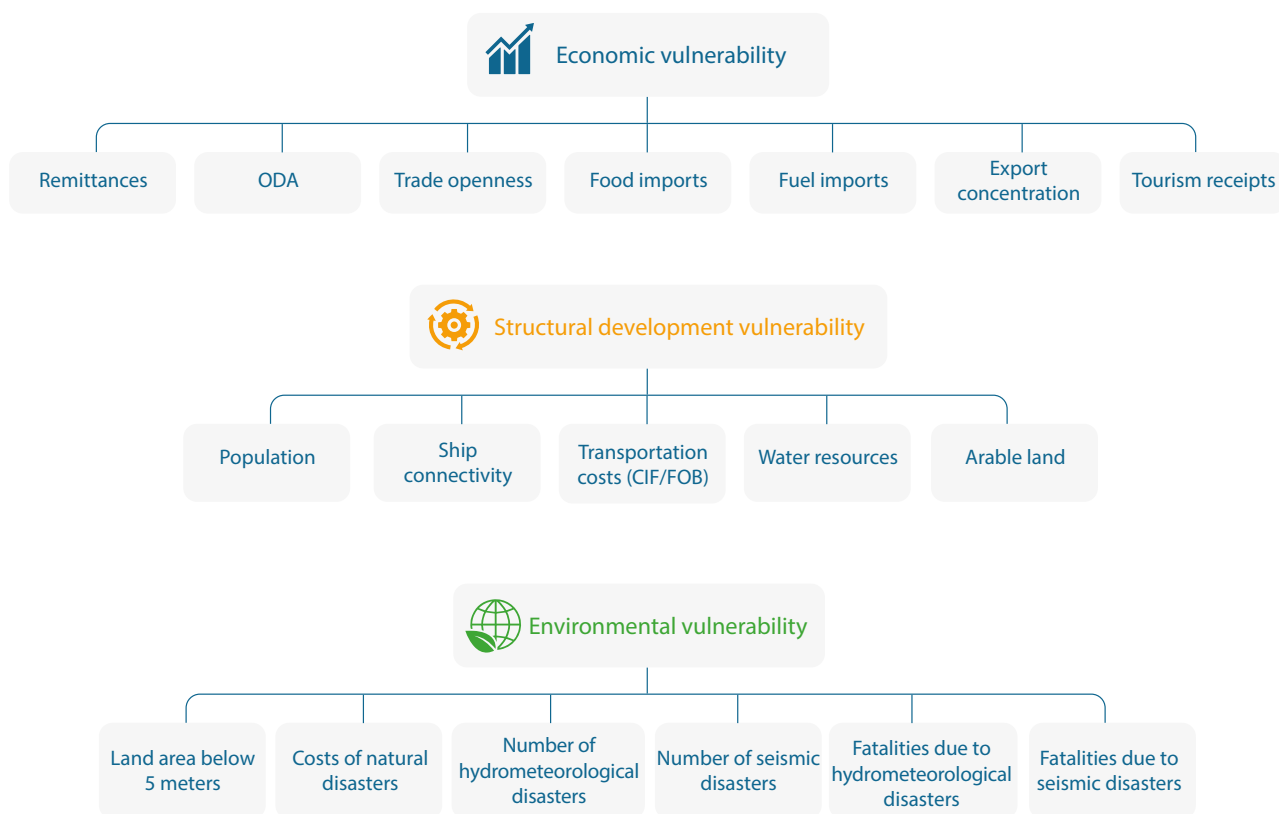 Economic vulnerability
Remittances
ODA
Trade openness
Food imports
Fuel imports
Export
concentration
Tourism receipts
Structural development vulnerability
Population
Ship
connectivity
Transportation
costs (CIF/FOB)
Water resources
Arable land
Environmental vulnerability
Land area below
5 meters
Costs of natural
disasters
Number of
hydrometeorological
disasters
Number of seismic
disasters
Fatalities due to
hydrometeorological
disasters
Fatalities due to
seismic disasters